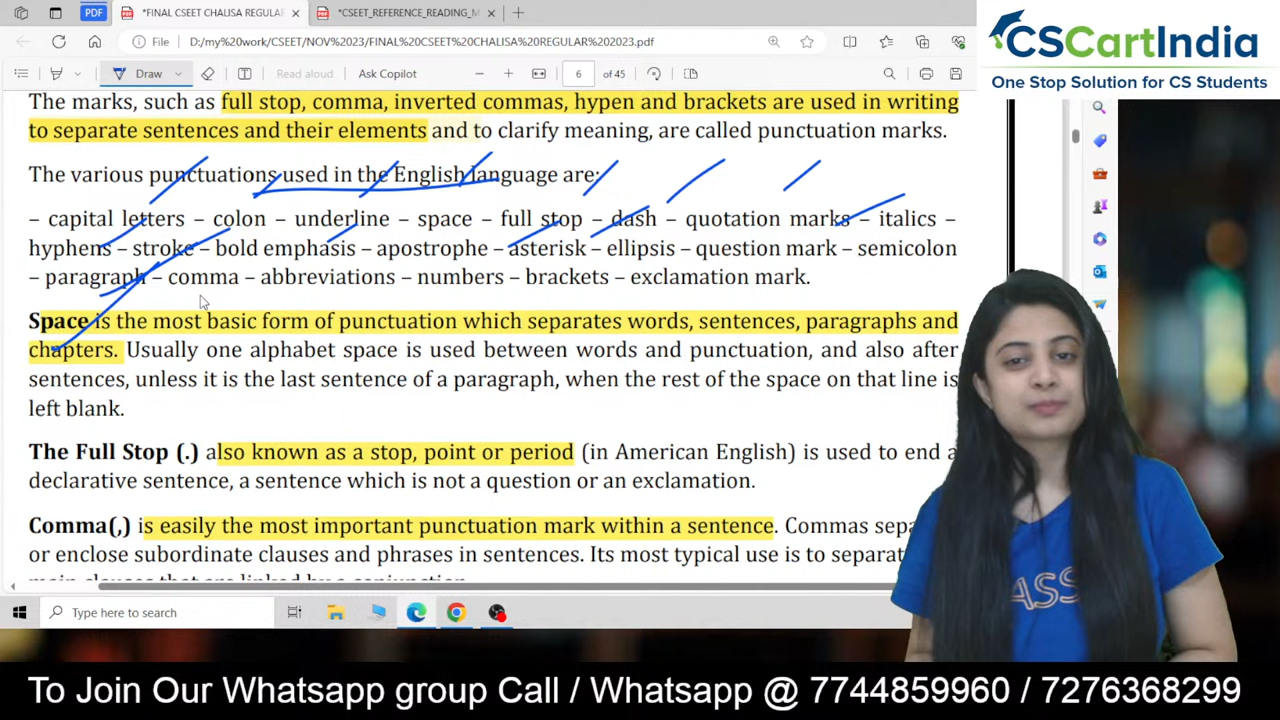 *FINAL CSEET CHALISA REGULAR
*CSEET_REFERENCE_READING_M
PDF
File D:/my%20work/CSEET/NOV%2023/FINAL%20CSEET%20CHALISA%20REGULAR%202023.pdf
Draw
Read aloud
Ask Copilot
6 of 45
CSCartIndia
One Stop Solution for CS Students
The marks, such as full stop, comma, inverted commas, hypen and brackets are used in writing
to separate sentences and their elements and to clarify meaning, are called punctuation marks.
The various punctuations used in the English language are:
– capital letters – colon – underline – space – full stop – dash – quotation marks – italics –
hyphens – stroke – bold emphasis – apostrophe – asterisk – ellipsis – question mark – semicolon
– paragraph – comma – abbreviations – numbers – brackets – exclamation mark.
Space is the most basic form of punctuation which separates words, sentences, paragraphs and
chapters. Usually one alphabet space is used between words and punctuation, and also after
sentences, unless it is the last sentence of a paragraph, when the rest of the space on that line is
left blank.
The Full Stop (.) also known as a stop, point or period (in American English) is used to end a
declarative sentence, a sentence which is not a question or an exclamation.
Comma(,) is easily the most important punctuation mark within a sentence. Commas sep
or enclose subordinate clauses and phrases in sentences. Its most typical use is to separat
main clauses that are linked by a conjunction
Type here to search
To Join Our Whatsapp group Call / Whatsapp @ 7744859960 / 7276368299